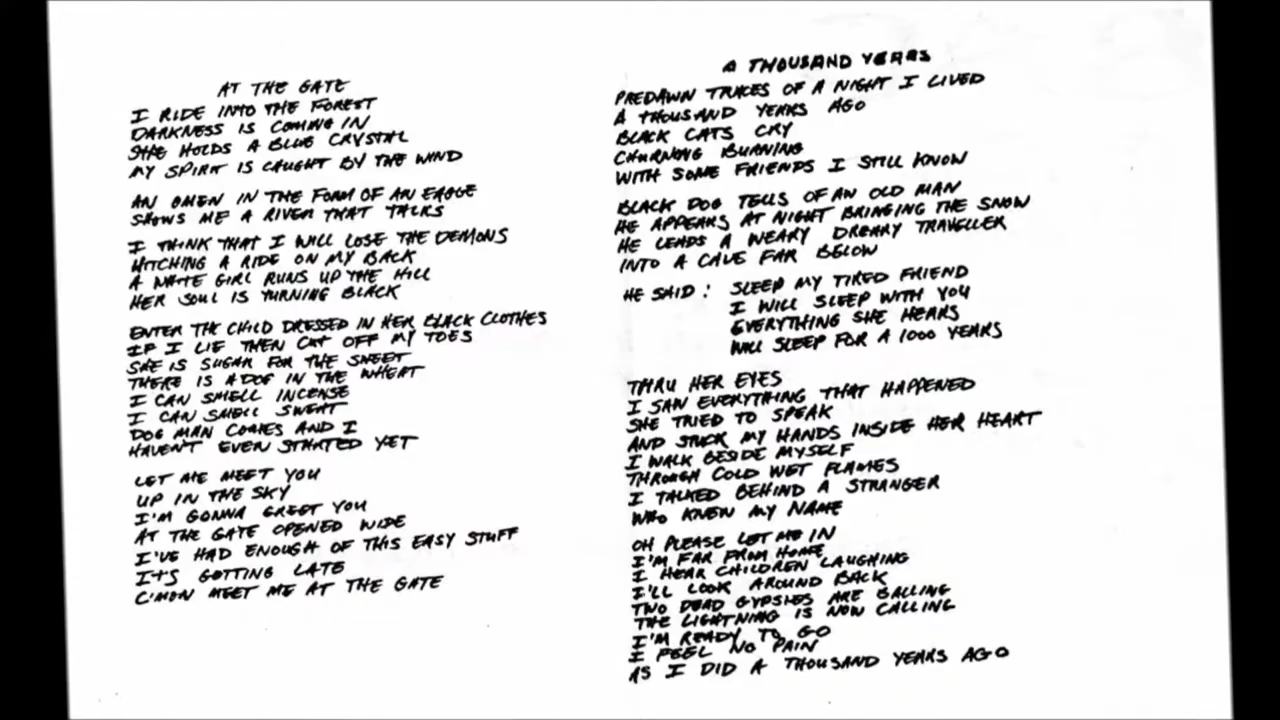 AT THE GATE
I RIDE INTO THE FOREST
DARKNESS IS COMING IN
SHE HOLDS A BLUE CRYSTAL
MY SPIRIT IS CAUGHT BY THE WIND
AN OMEN IN THE FORM OF AN EAGLE
SHOWS ME A RIVER THAT TALKS
I THINK THAT I WILL LOSE THE DEMONS
HITCHING A RIDE ON MY BACK
A WHITE GIRL RUNS UP THE HILL
HER SOUL IS TURNING BLACK
ENTER THE CHILD DRESSED IN HER BLACK CLOTHES
IF I LIE THEN CUT OFF MY TOES
SHE IS SUGAR FOR THE SWEET
THERE IS A DOG IN THE WHEAT
I CAN SMELL INCENSE
I CAN SMELL SWEAT
DOG MAN COMES AND I
HAVEN'T EVEN STARTED YET
LET ME MEET YOU
UP IN THE SKY
I'M GONNA GREET YOU
AT THE GATE OPENED WIDE
I'VE HAD ENOUGH OF THIS EASY STUFF
IT'S GETTING LATE
C'MON MEET ME AT THE GATE
A THOUSAND YEARS
PREDAWN TRACES OF A NIGHT I LIVED
A THOUSAND YEARS AGO
BLACK CATS CRY
CHURNING BURNING
WITH SOME FRIENDS I STILL KNOW
BLACK DOG TELLS OF AN OLD MAN
HE APPEARS AT NIGHT BRINGING THE SNOW
HE LEADS A WEARY DREARY TRAVELLER
INTO A CAVE FAR BELOW
HE SAID: SLEEP MY TIRED FRIEND
I WILL SLEEP WITH YOU
EVERYTHING SHE HEARS
WILL SLEEP FOR A 1000 YEARS
THRU HER EYES
I SAW EVERYTHING THAT HAPPENED
SHE TRIED TO SPEAK
AND STUCK MY HANDS INSIDE HER HEART
I WALK BESIDE MYSELF
THROUGH COLD WET FLAMES
I TALKED BEHIND A STRANGER
WHO KNEW MY NAME
OH PLEASE LET ME IN
I'M FAR FROM HOME
I HEAR CHILDREN LAUGHING
I'LL LOOK AROUND BACK
TWO DEAD GYPSIES ARE BALLING
THE LIGHTNING IS NOW CALLING
I'M READY TO GO
I FEEL NO PAIN
AS I DID A THOUSAND YEARS AGO